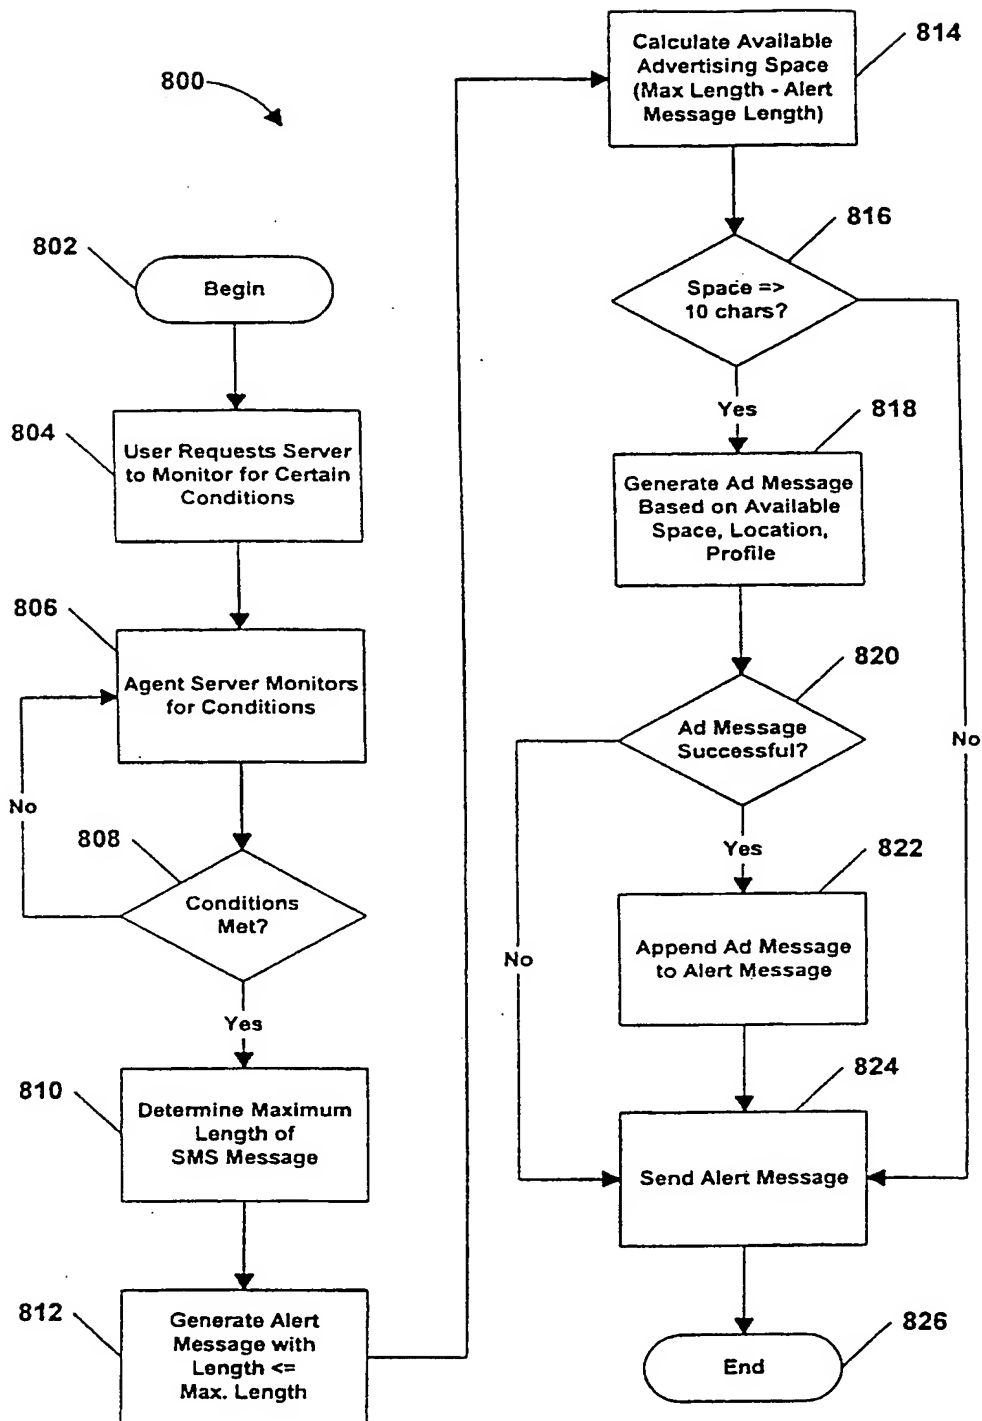 800
802
Begin
804
User Requests Server
to Monitor for Certain
Conditions
806
Agent Server Monitors
for Conditions
No
808
Conditions
Met?
Yes
810
Determine Maximum
Length of
SMS Message
812
Generate Alert
Message with
Length <=
Max. Length
814
Calculate Available
Advertising Space
(Max Length - Alert
Message Length)
816
Space =>
10 chars?
Yes
No
818
Generate Ad Message
Based on Available
Space, Location,
Profile
820
Ad Message
Successful?
Yes
No
822
Append Ad Message
to Alert Message
824
Send Alert Message
826
End